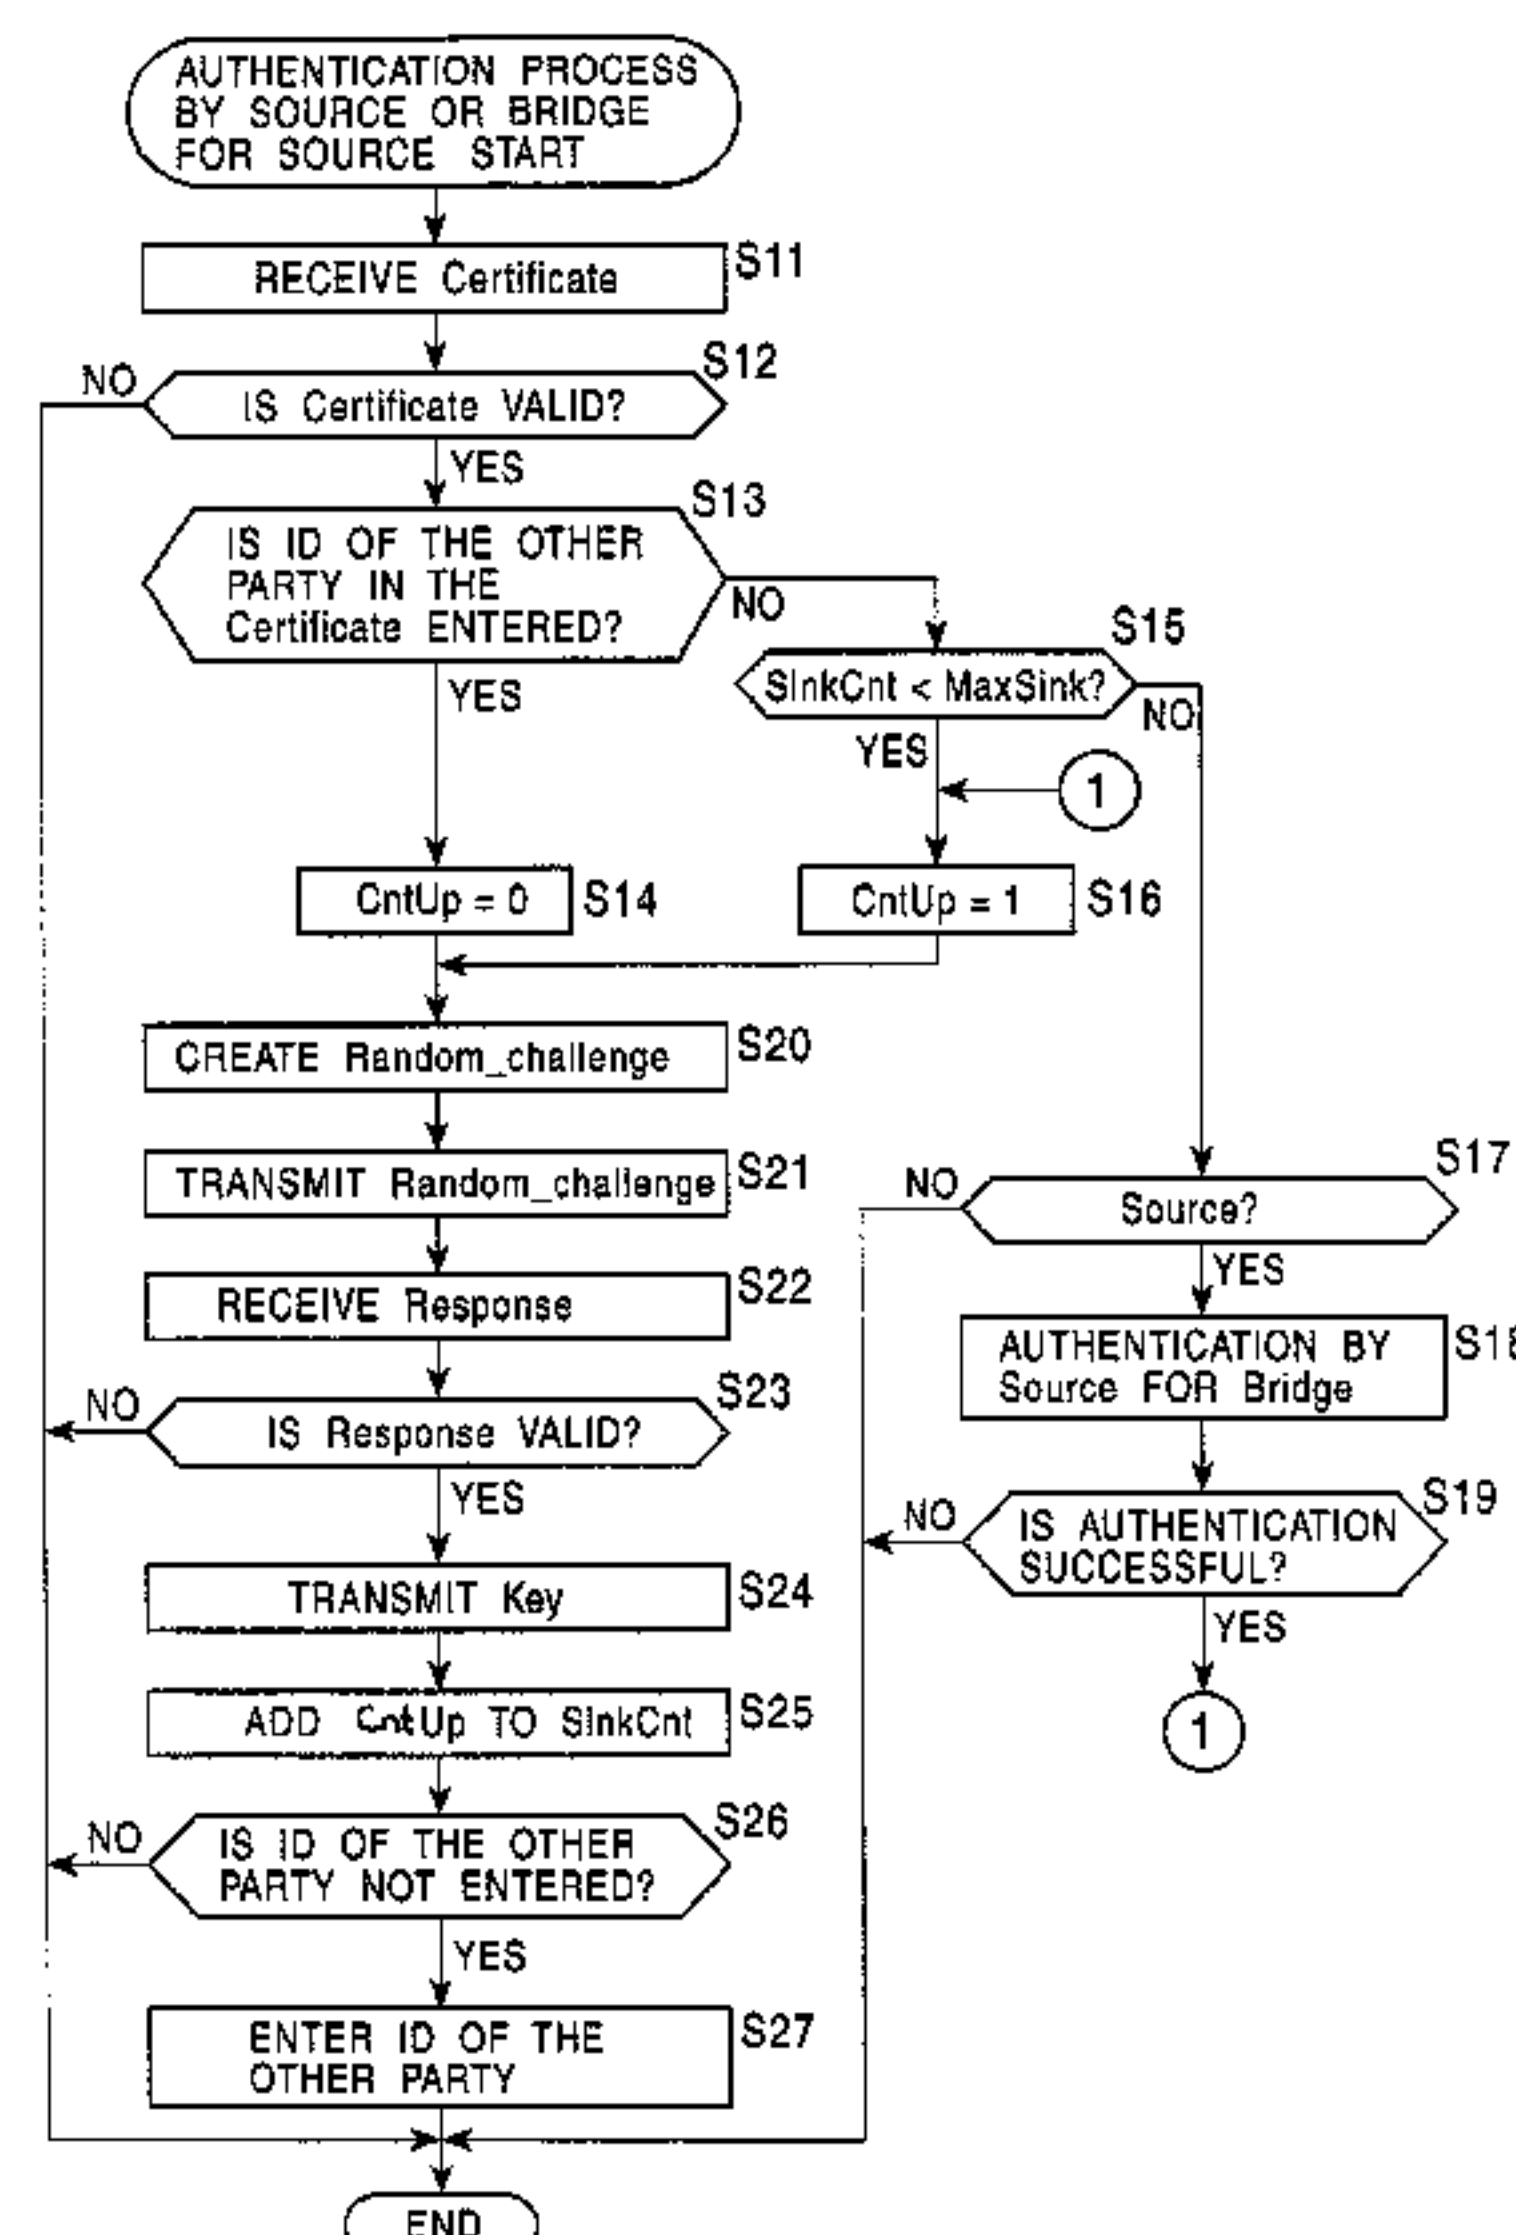 AUTHENTICATION PROCESS
BY SOURCE OR BRIDGE
FOR SOURCE START
RECEIVE Certificate
S11
NO
S12
IS Certificate VALID?
YES
S13
IS ID OF THE OTHER
PARTY IN THE
Certificate ENTERED?
NO
YES
S15
SinkCnt < MaxSink?
NO
YES
1
CntUp = 0
S14
CntUp = 1
S16
CREATE Random_challenge
S20
TRANSMIT Random_challenge
S21
S17
NO
Source?
YES
RECEIVE Response
S22
AUTHENTICATION BY
Source FOR Bridge
S18
NO
S23
IS Response VALID?
YES
S19
NO
IS AUTHENTICATION
SUCCESSFUL?
YES
1
TRANSMIT Key
S24
ADD CntUp TO SinkCnt
S25
NO
S26
IS ID OF THE OTHER
PARTY NOT ENTERED?
YES
ENTER ID OF THE
OTHER PARTY
S27
END